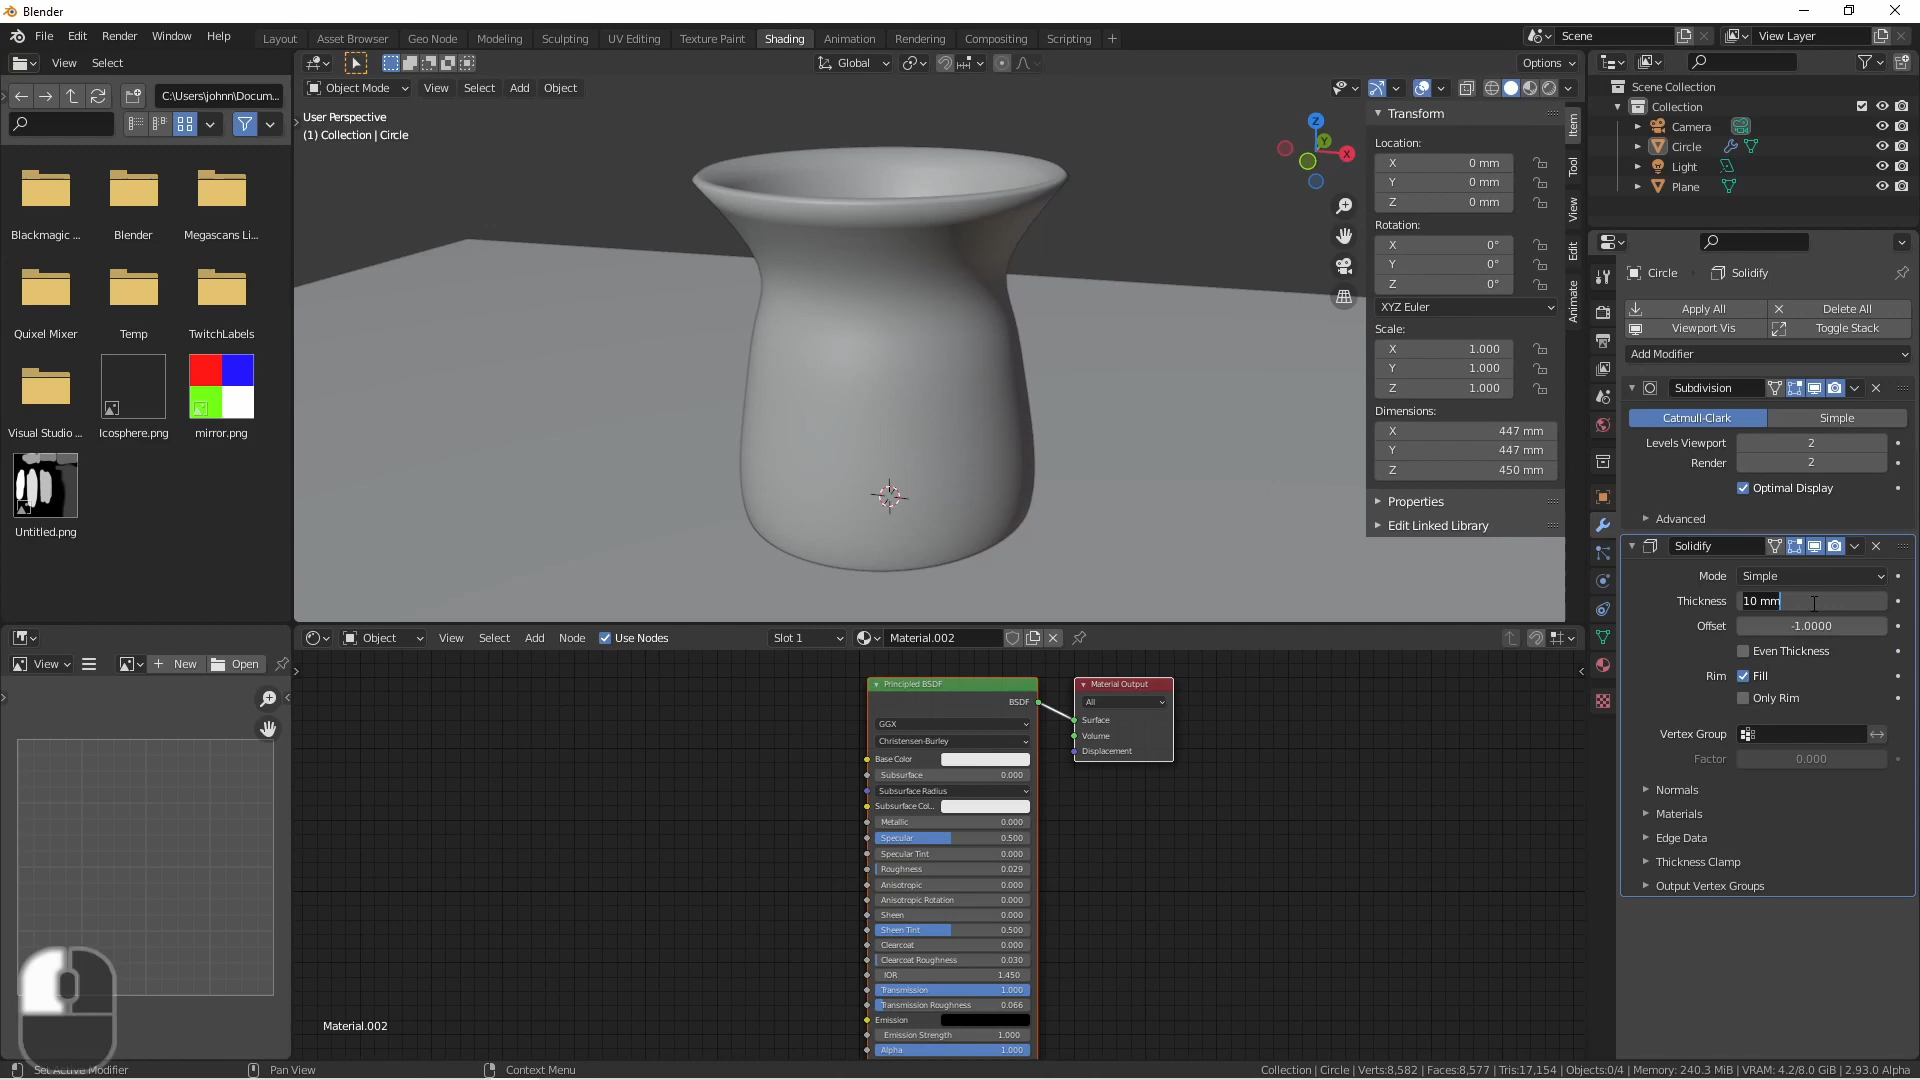 Blender
File Edit Render Window Help
Layout Asset Browser Geo Node Modeling Sculpting UV Editing Texture Paint Shading Animation Rendering Compositing Scripting +
Scene View Layer
View Select
Global Options
C:\Users\johnn\Docum...
Object Mode View Select Add Object
User Perspective
(1) Collection | Circle
Blackmagic ... Blender Megascans Li...
Quixel Mixer Temp TwitchLabels
Visual Studio ... Icosphere.png mirror.png
Untitled.png
Z
Y
X
Transform
Location:
X 0 mm
Y 0 mm
Z 0 mm
Rotation:
X 0°
Y 0°
Z 0°
XYZ Euler
Scale:
X 1.000
Y 1.000
Z 1.000
Dimensions:
X 447 mm
Y 447 mm
Z 450 mm
Properties
Edit Linked Library
Item
Tool
View
Edit
Animate
Scene Collection
Collection
Camera
Circle
Light
Plane
Circle Solidify
Apply All Delete All
Viewport Vis Toggle Stack
Add Modifier
Subdivision
Catmull-Clark Simple
Levels Viewport 2
Render 2
Optimal Display
Advanced
Solidify
Mode Simple
Thickness 10 mm
Offset -1.0000
Even Thickness
Rim Fill
Only Rim
Vertex Group
Factor 0.000
Normals
Materials
Edge Data
Thickness Clamp
Output Vertex Groups
View New Open
Object View Select Add Node Use Nodes Slot 1 Material.002
Principled BSDF
BSDF
GGX
Christensen-Burley
Base Color
Subsurface 0.000
Subsurface Radius
Subsurface Col...
Metallic 0.000
Specular 0.500
Specular Tint 0.000
Roughness 0.029
Anisotropic 0.000
Anisotropic Rotation 0.000
Sheen 0.000
Sheen Tint 0.500
Clearcoat 0.000
Clearcoat Roughness 0.030
IOR 1.450
Transmission 1.000
Transmission Roughness 0.066
Emission
Emission Strength 1.000
Alpha 1.000
Material Output
All
Surface
Volume
Displacement
Material.002
Set Active Modifier Pan View Context Menu
Collection | Circle | Verts:8,582 | Faces:8,577 | Tris:17,154 | Objects:0/4 | Memory: 240.3 MiB | VRAM: 4.2/8.0 GiB | 2.93.0 Alpha